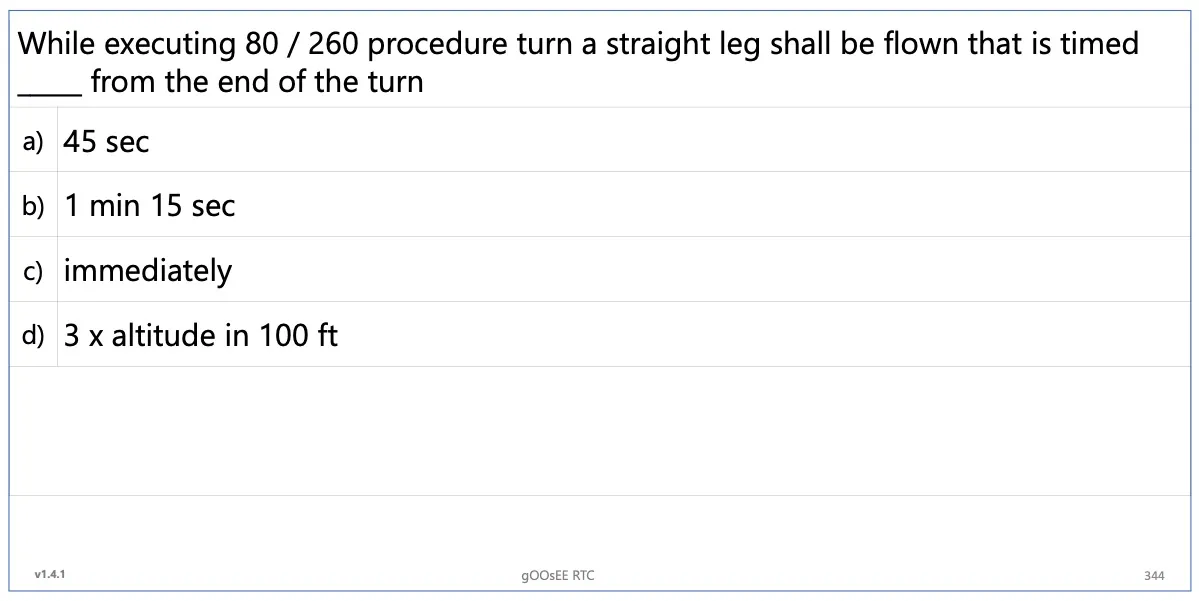 While executing 80 / 260 procedure turn a straight leg shall be flown that is timed
_____ from the end of the turn
a) 45 sec
b) 1 min 15 sec
c) immediately
d) 3 x altitude in 100 ft
v1.4.1 gOOsEE RTC 344